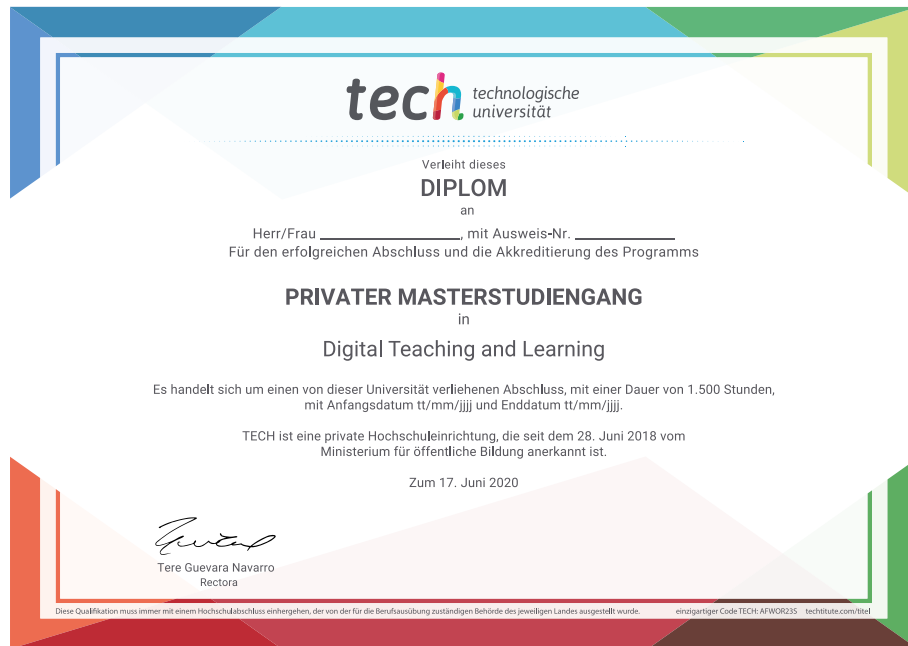 tech technologische
universität
Verleiht dieses
DIPLOM
an
Herr/Frau ____________________, mit Ausweis-Nr. ______________
Für den erfolgreichen Abschluss und die Akkreditierung des Programms
PRIVATER MASTERSTUDIENGANG
in
Digital Teaching and Learning
Es handelt sich um einen von dieser Universität verliehenen Abschluss, mit einer Dauer von 1.500 Stunden,
mit Anfangsdatum tt/mm/jjjj und Enddatum tt/mm/jjjj.
TECH ist eine private Hochschuleinrichtung, die seit dem 28. Juni 2018 vom
Ministerium für öffentliche Bildung anerkannt ist.
Zum 17. Juni 2020
Tere Guevara Navarro
Rectora
Diese Qualifikation muss immer mit einem Hochschulabschluss einhergehen, der von der für die Berufsausübung zuständigen Behörde des jeweiligen Landes ausgestellt wurde. einzigartiger Code TECH: AFWOR23S techtitute.com/titel